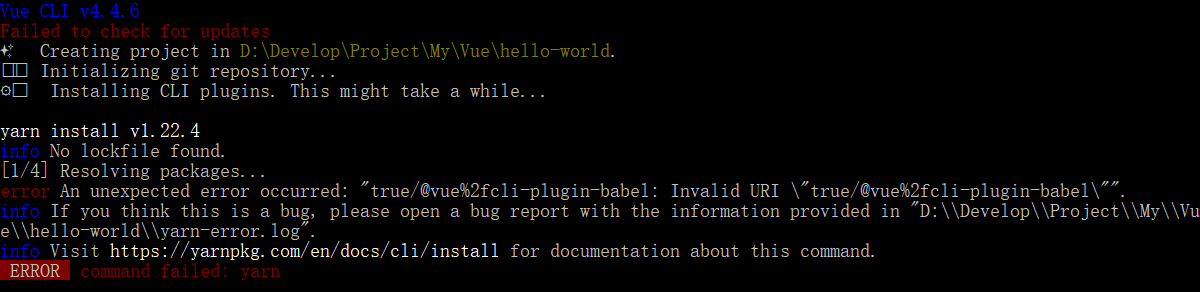 Vue CLI v4.4.6
Failed to check for updates
✨  Creating project in D:\Develop\Project\My\Vue\hello-world.
Initializing git repository...
⚙ Installing CLI plugins. This might take a while...
yarn install v1.22.4
info No lockfile found.
[1/4] Resolving packages...
error An unexpected error occurred: "true/@vue%2fcli-plugin-babel: Invalid URI \"true/@vue%2fcli-plugin-babel\"".
info If you think this is a bug, please open a bug report with the information provided in "D:\\Develop\\Project\\My\\Vu
e\\hello-world\\yarn-error.log".
info Visit https://yarnpkg.com/en/docs/cli/install for documentation about this command.
ERROR command failed: yarn